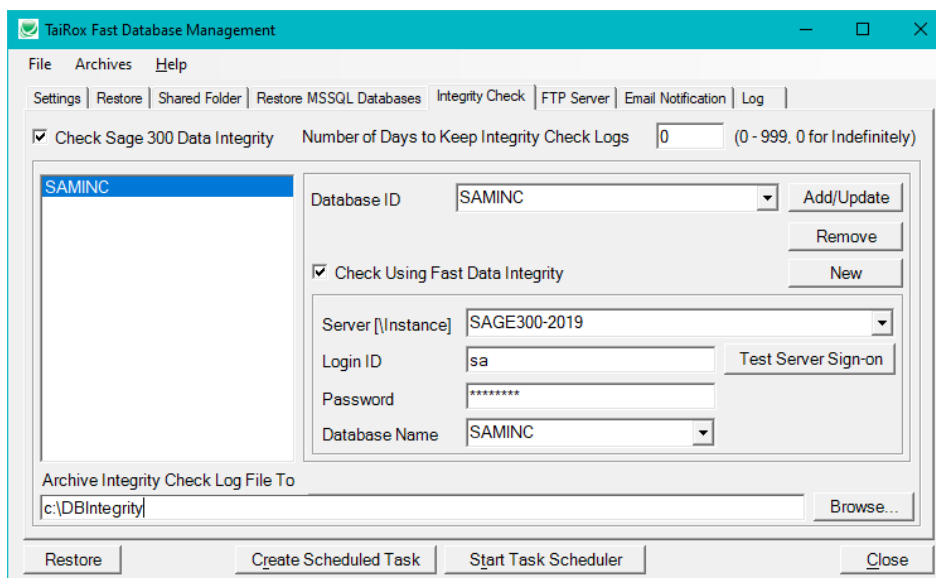 TaiRox Fast Database Management
File Archives Help
Settings Restore Shared Folder Restore MSSQL Databases Integrity Check FTP Server Email Notification Log
Check Sage 300 Data Integrity Number of Days to Keep Integrity Check Logs 0 (0 - 999, 0 for Indefinitely)
SAMINC
Database ID SAMINC Add/Update
Remove
Check Using Fast Data Integrity New
Server [\Instance] SAGE300-2019
Login ID sa Test Server Sign-on
Password ********
Database Name SAMINC
Archive Integrity Check Log File To
c:\DBIntegrity Browse...
Restore Create Scheduled Task Start Task Scheduler Close